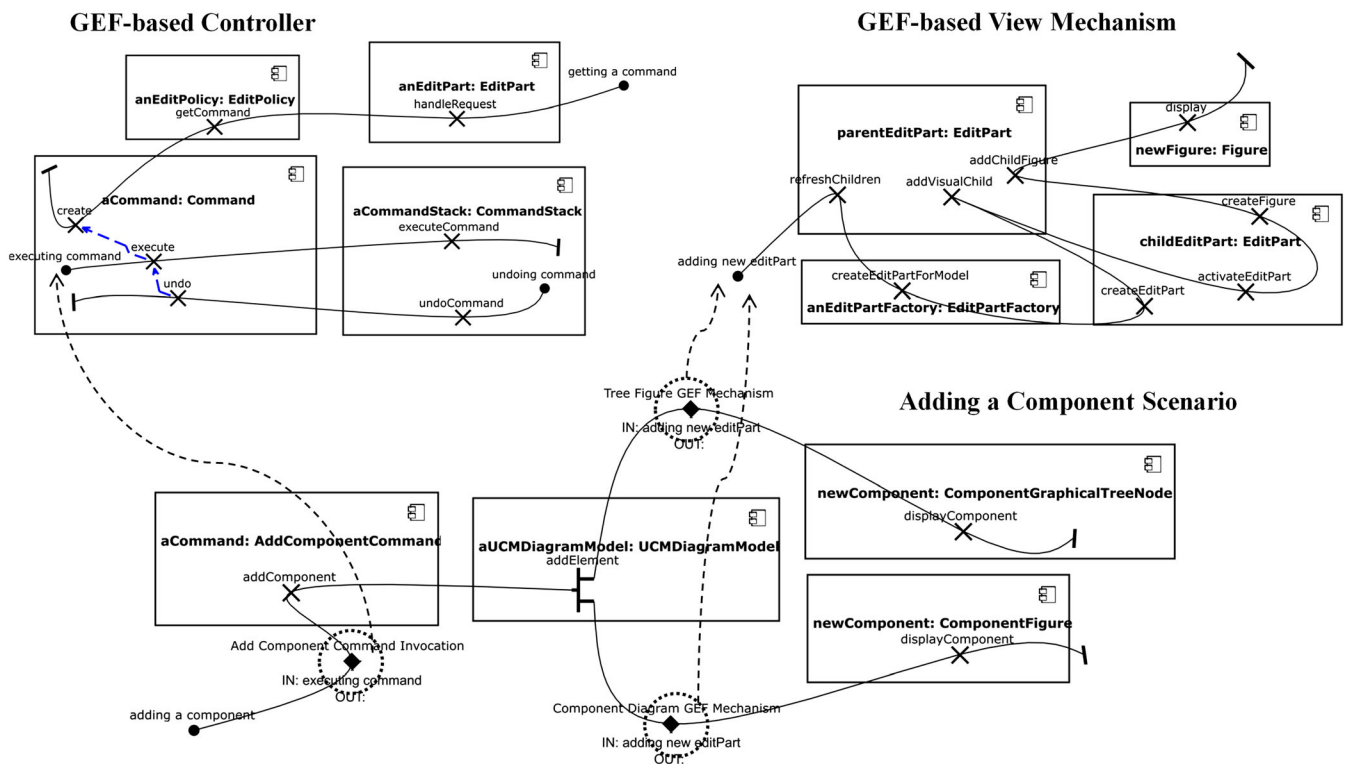 GEF-based Controller
GEF-based View Mechanism
getting a command
anEditPart: EditPart
handleRequest
anEditPolicy: EditPolicy
getCommand
aCommand: Command
create
execute
executing command
undo
aCommandStack: CommandStack
executeCommand
undoing command
undoCommand
display
newFigure: Figure
parentEditPart: EditPart
addChildFigure
refreshChildren
addVisualChild
createFigure
childEditPart: EditPart
adding new editPart
createEditPartForModel
anEditPartFactory: EditPartFactory
activateEditPart
createEditPart
Adding a Component Scenario
Tree Figure GEF Mechanism
IN: adding new editPart
OUT:
newComponent: ComponentGraphicalTreeNode
displayComponent
aCommand: AddComponentCommand
addComponent
aUCMDiagramModel: UCMDiagramModel
addElement
newComponent: ComponentFigure
displayComponent
Add Component Command Invocation
IN: executing command
OUT:
adding a component
Component Diagram GEF Mechanism
IN: adding new editPart
OUT: